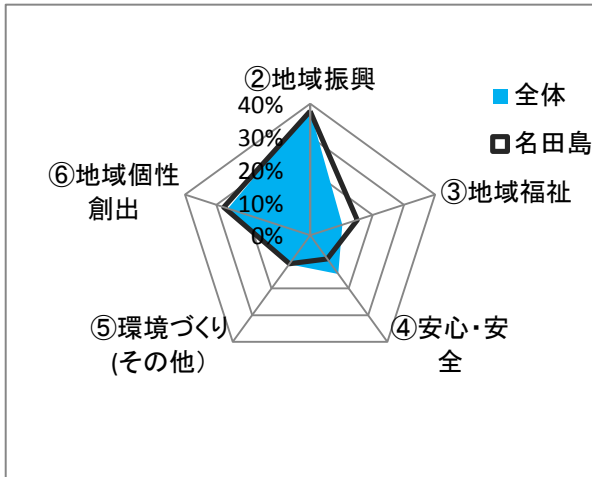 ②地域振興
40%
30%
20%
10%
0%
全体
名田島
③地域福祉
④安心・安
全
⑤環境づくり
(その他）
⑥地域個性
創出